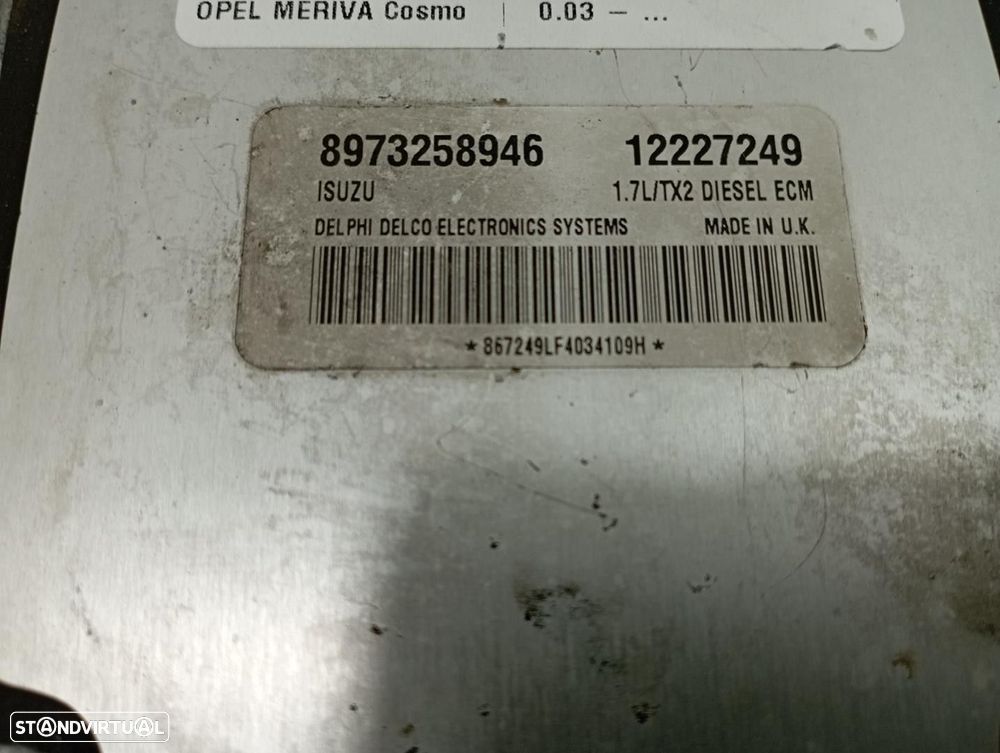 OPEL MERIVA Cosmo | 0.03 – ...
8973258946 12227249
ISUZU 1.7L/TX2 DIESEL ECM
DELPHI DELCO ELECTRONICS SYSTEMS MADE IN U.K.
*867249LF4034109H*
STANDVIRTUAL